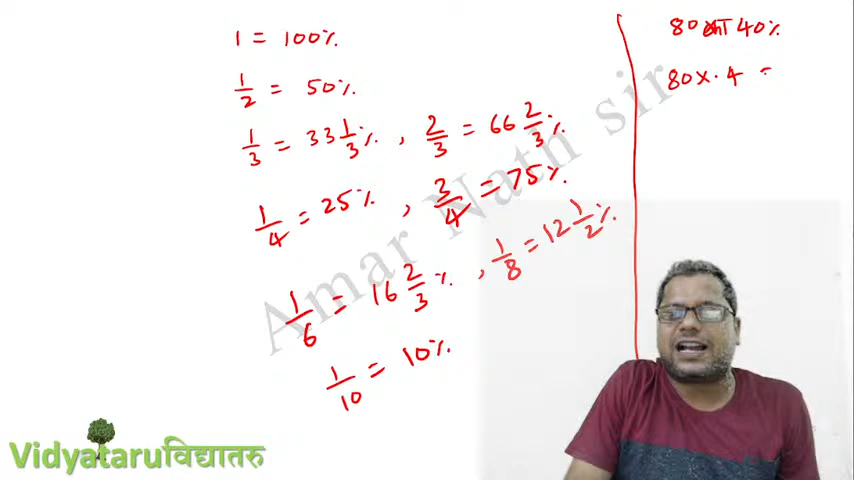 1 = 100%
1/2 = 50%
1/3 = 33 1/3 %, 2/3 = 66 2/3 %
1/4 = 25%, 3/4 = 75%
1/6 = 16 2/3 %, 1/8 = 12 1/2 %
1/10 = 10%
80 का 40%
80 × .4 =
Amar Nath sir
Vidyataruविद्यातरु